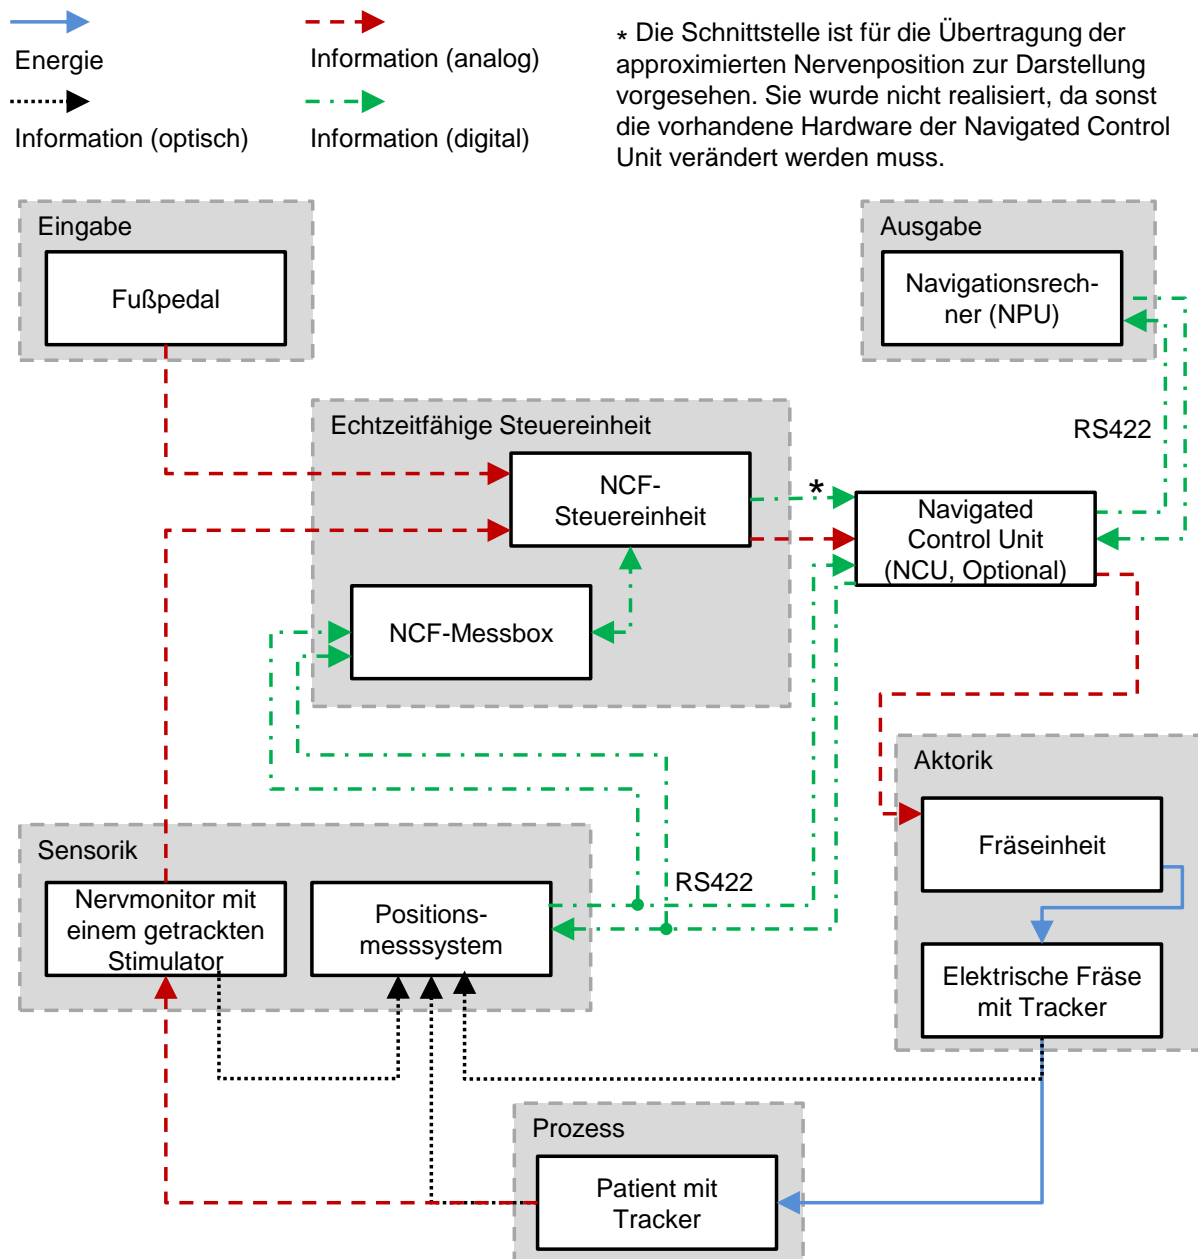 Energie
Information (analog)
Information (optisch)
Information (digital)
* Die Schnittstelle ist für die Übertragung der
approximierten Nervenposition zur Darstellung
vorgesehen. Sie wurde nicht realisiert, da sonst
die vorhandene Hardware der Navigated Control
Unit verändert werden muss.
Eingabe
Fußpedal
Ausgabe
Navigationsrech-
ner (NPU)
RS422
Echtzeitfähige Steuereinheit
NCF-
Steuereinheit
*
Navigated
Control Unit
(NCU, Optional)
NCF-Messbox
Aktorik
Fräseinheit
Elektrische Fräse
mit Tracker
Sensorik
Nervmonitor mit
einem getrackten
Stimulator
Positions-
messsystem
RS422
Prozess
Patient mit
Tracker